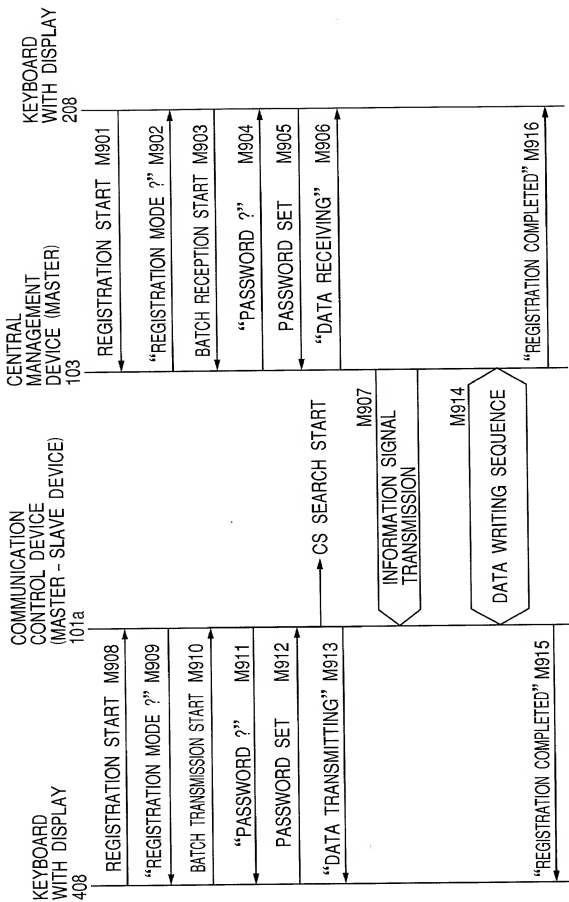 KEYBOARD
WITH DISPLAY
408
COMMUNICATION
CONTROL DEVICE
(MASTER – SLAVE DEVICE)
101a
CENTRAL
MANAGEMENT
DEVICE (MASTER)
103
KEYBOARD
WITH DISPLAY
208
REGISTRATION START M908
“REGISTRATION MODE ?” M909
BATCH TRANSMISSION START M910
“PASSWORD ?” M911
PASSWORD SET M912
“DATA TRANSMITTING” M913
“REGISTRATION COMPLETED” M915
CS SEARCH START
M907
INFORMATION SIGNAL
TRANSMISSION
M914
DATA WRITING SEQUENCE
REGISTRATION START M901
“REGISTRATION MODE ?” M902
BATCH RECEPTION START M903
“PASSWORD ?” M904
PASSWORD SET M905
“DATA RECEIVING” M906
“REGISTRATION COMPLETED” M916